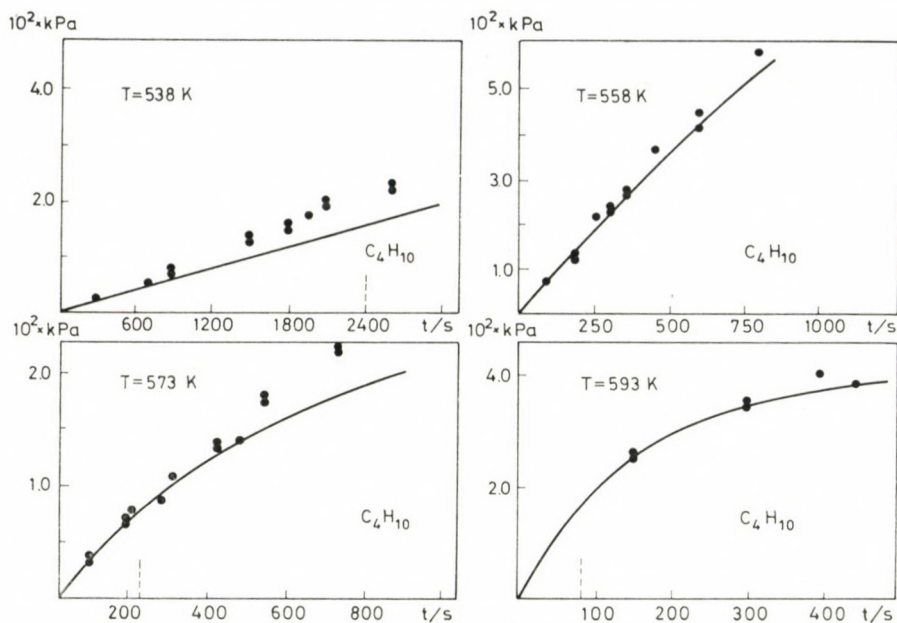 10²×kPa
4.0
2.0
T=538 K
C₄H₁₀
600 1200 1800 2400 t/s
10²×kPa
5.0
3.0
1.0
T=558 K
C₄H₁₀
250 500 750 1000 t/s
10²×kPa
2.0
1.0
T=573 K
C₄H₁₀
200 400 600 800 t/s
10²×kPa
4.0
2.0
T=593 K
C₄H₁₀
100 300 400 t/s